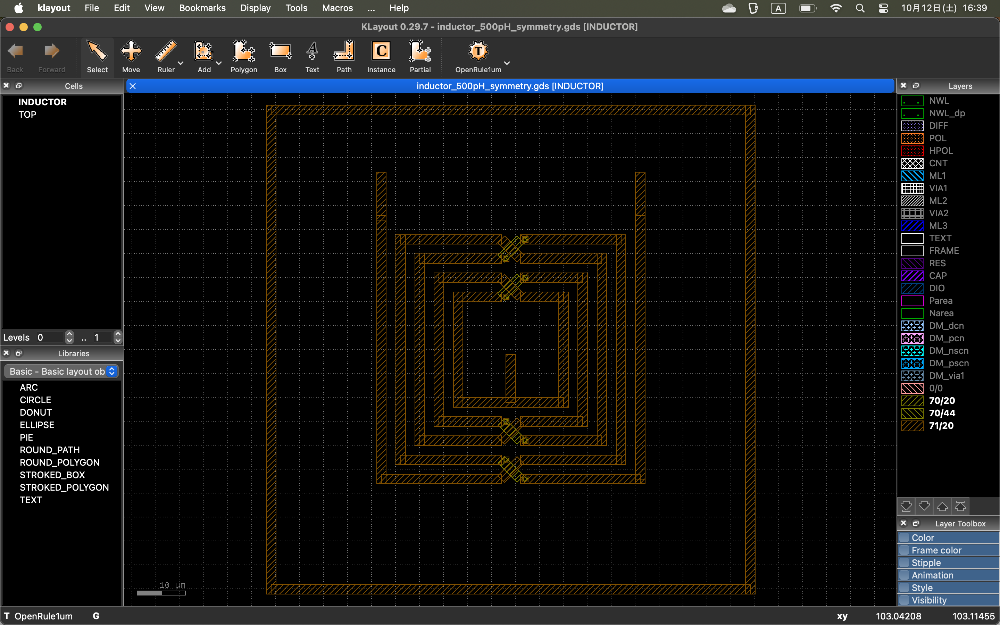 klayout File Edit View Bookmarks Display Tools Macros ... Help A 10月12日(土) 16:39
KLayout 0.29.7 - inductor_500pH_symmetry.gds [INDUCTOR]
Back Forward Select Move Ruler Add Polygon Box Text Path Instance Partial OpenRule1um
Cells
INDUCTOR
TOP
Levels 0 .. 1
Libraries
Basic - Basic layout ob
ARC
CIRCLE
DONUT
ELLIPSE
PIE
ROUND_PATH
ROUND_POLYGON
STROKED_BOX
STROKED_POLYGON
TEXT
inductor_500pH_symmetry.gds [INDUCTOR]
10 µm
Layers
NWL
NWL_dp
DIFF
POL
HPOL
CNT
ML1
VIA1
ML2
VIA2
ML3
TEXT
FRAME
RES
CAP
DIO
Parea
Narea
DM_dcn
DM_pcn
DM_nscn
DM_pscn
DM_via1
0/0
70/20
70/44
71/20
Layer Toolbox
Color
Frame color
Stipple
Animation
Style
Visibility
T OpenRule1um G xy 103.04208 103.11455